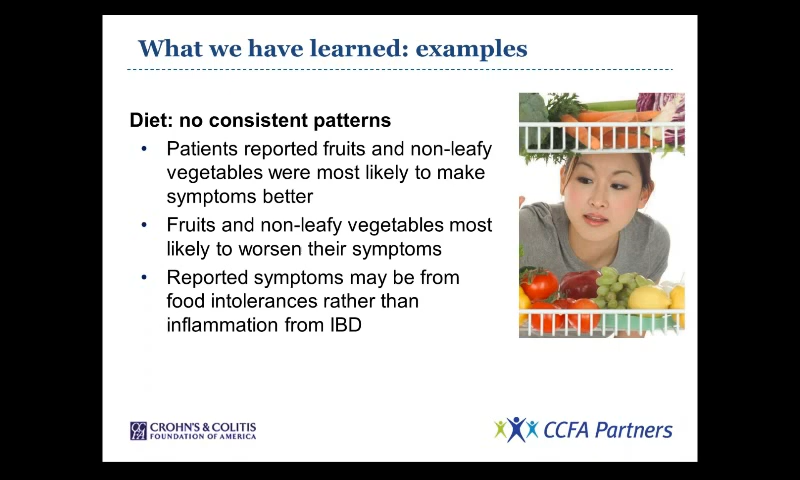 What we have learned: examples
Diet: no consistent patterns
• Patients reported fruits and non-leafy
vegetables were most likely to make
symptoms better
• Fruits and non-leafy vegetables most
likely to worsen their symptoms
• Reported symptoms may be from
food intolerances rather than
inflammation from IBD
CROHN'S & COLITIS
FOUNDATION OF AMERICA
CCFA Partners